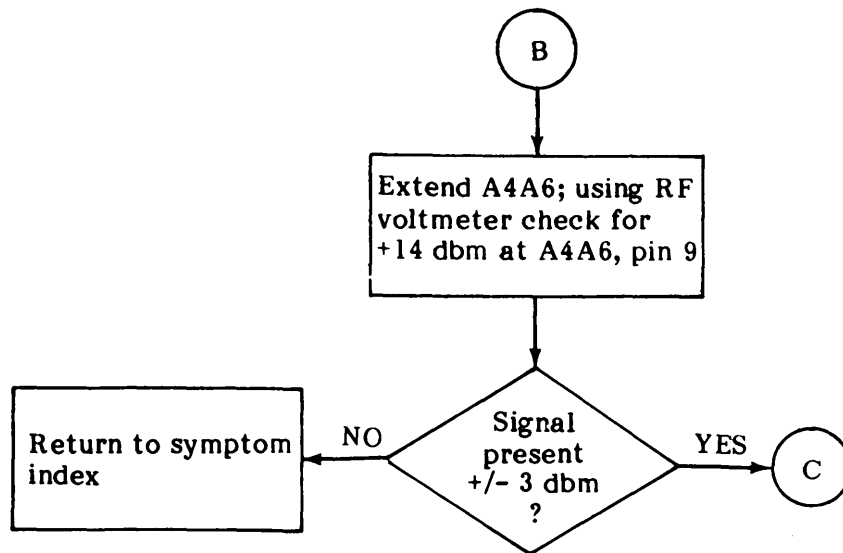 B
Extend A4A6; using RF
voltmeter check for
+14 dbm at A4A6, pin 9
Signal
present
+/- 3 dbm
?
NO
YES
Return to symptom
index
C